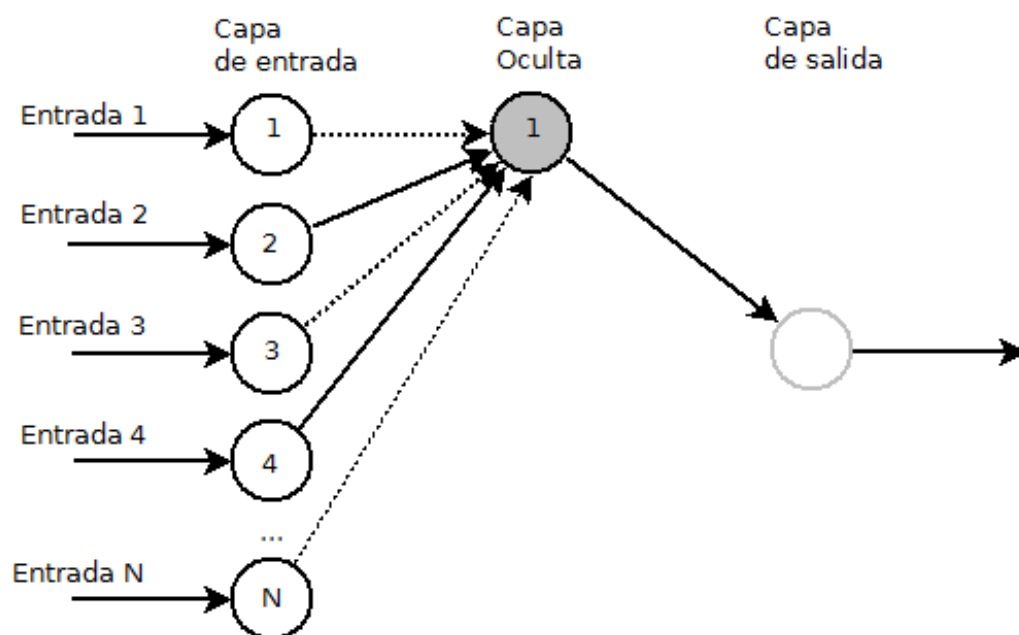 Capa
de entrada
Capa
Oculta
Capa
de salida
Entrada 1
1
1
Entrada 2
2
Entrada 3
3
Entrada 4
4
...
Entrada N
N